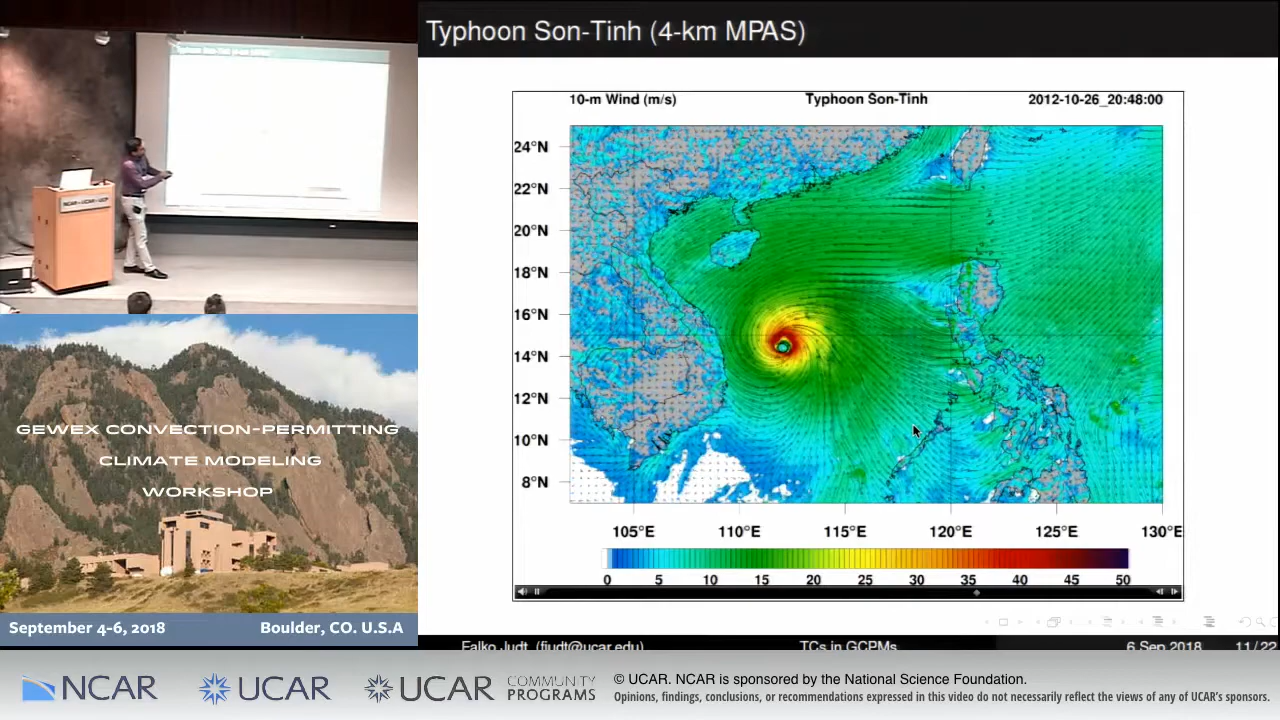 Typhoon Son-Tinh (4-km MPAS)
10-m Wind (m/s) Typhoon Son-Tinh 2012-10-26_20:48:00
24°N
22°N
20°N
18°N
16°N
14°N
12°N
10°N
8°N
105°E 110°E 115°E 120°E 125°E 130°E
0 5 10 15 20 25 30 35 40 45 50
Falko Judt (fjudt@ucar.edu) TCs in GCPMs 6 Sep 2018 11/22
NCAR • UCAR • UCP
GEWEX CONVECTION-PERMITTING
CLIMATE MODELING
WORKSHOP
September 4-6, 2018 Boulder, CO. U.S.A
NCAR UCAR UCAR COMMUNITY PROGRAMS
© UCAR. NCAR is sponsored by the National Science Foundation.
Opinions, findings, conclusions, or recommendations expressed in this video do not necessarily reflect the views of any of UCAR's sponsors.